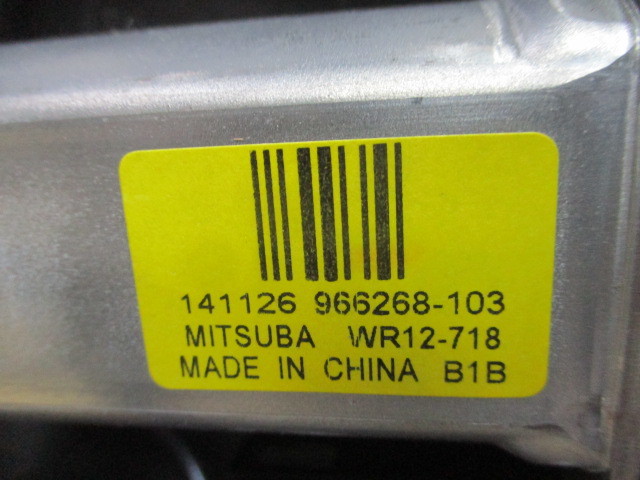 141126 966268-103
MITSUBA WR12-718
MADE IN CHINA B1B